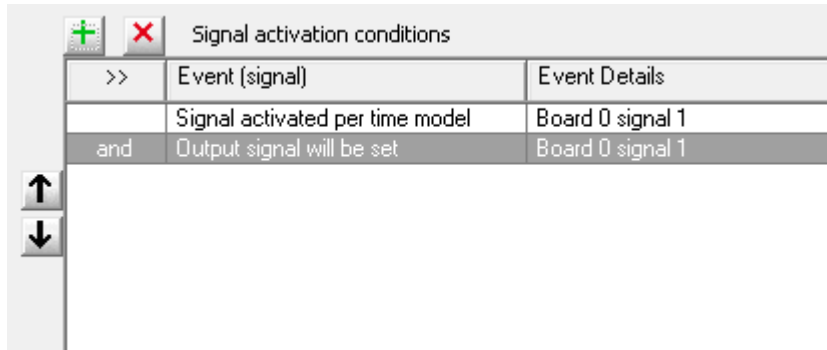 Signal activation conditions
>> Event (signal) Event Details
Signal activated per time model Board 0 signal 1
and Output signal will be set Board 0 signal 1